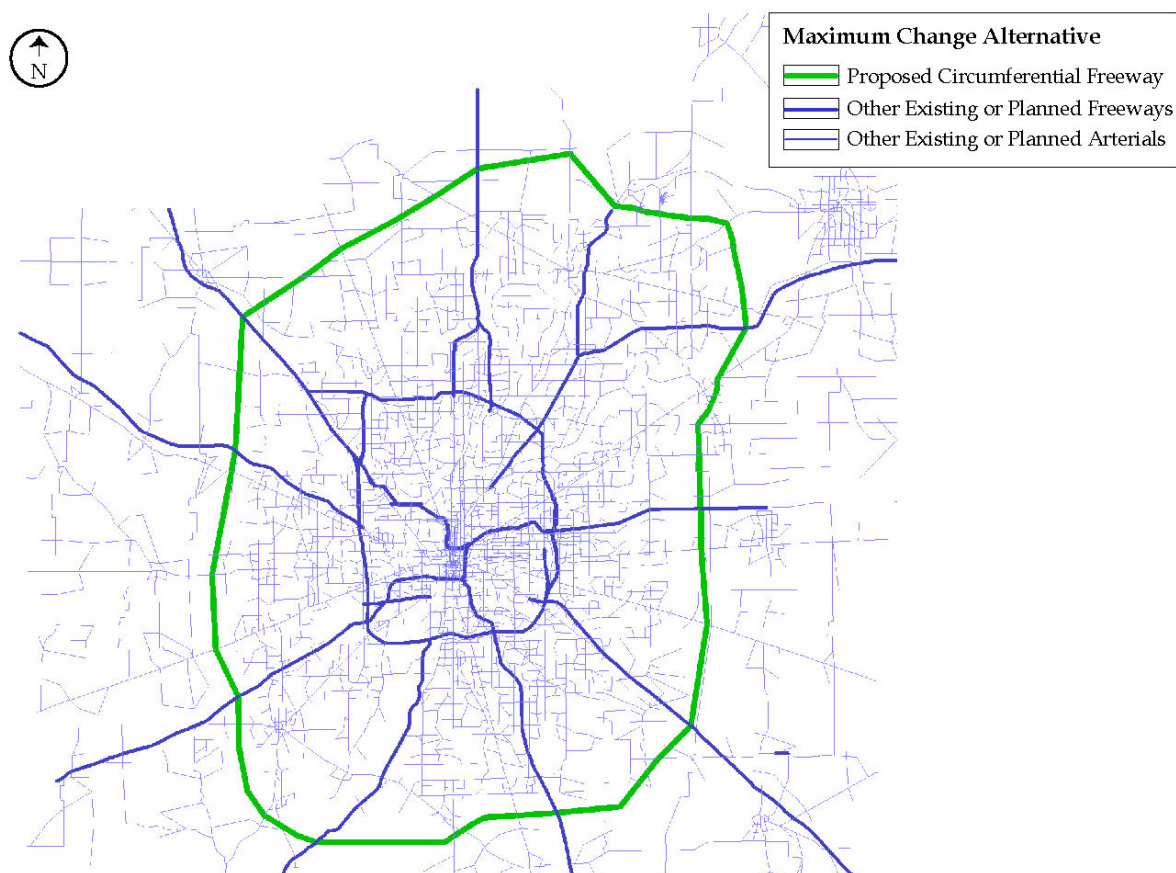 N
Maximum Change Alternative
Proposed Circumferential Freeway
Other Existing or Planned Freeways
Other Existing or Planned Arterials